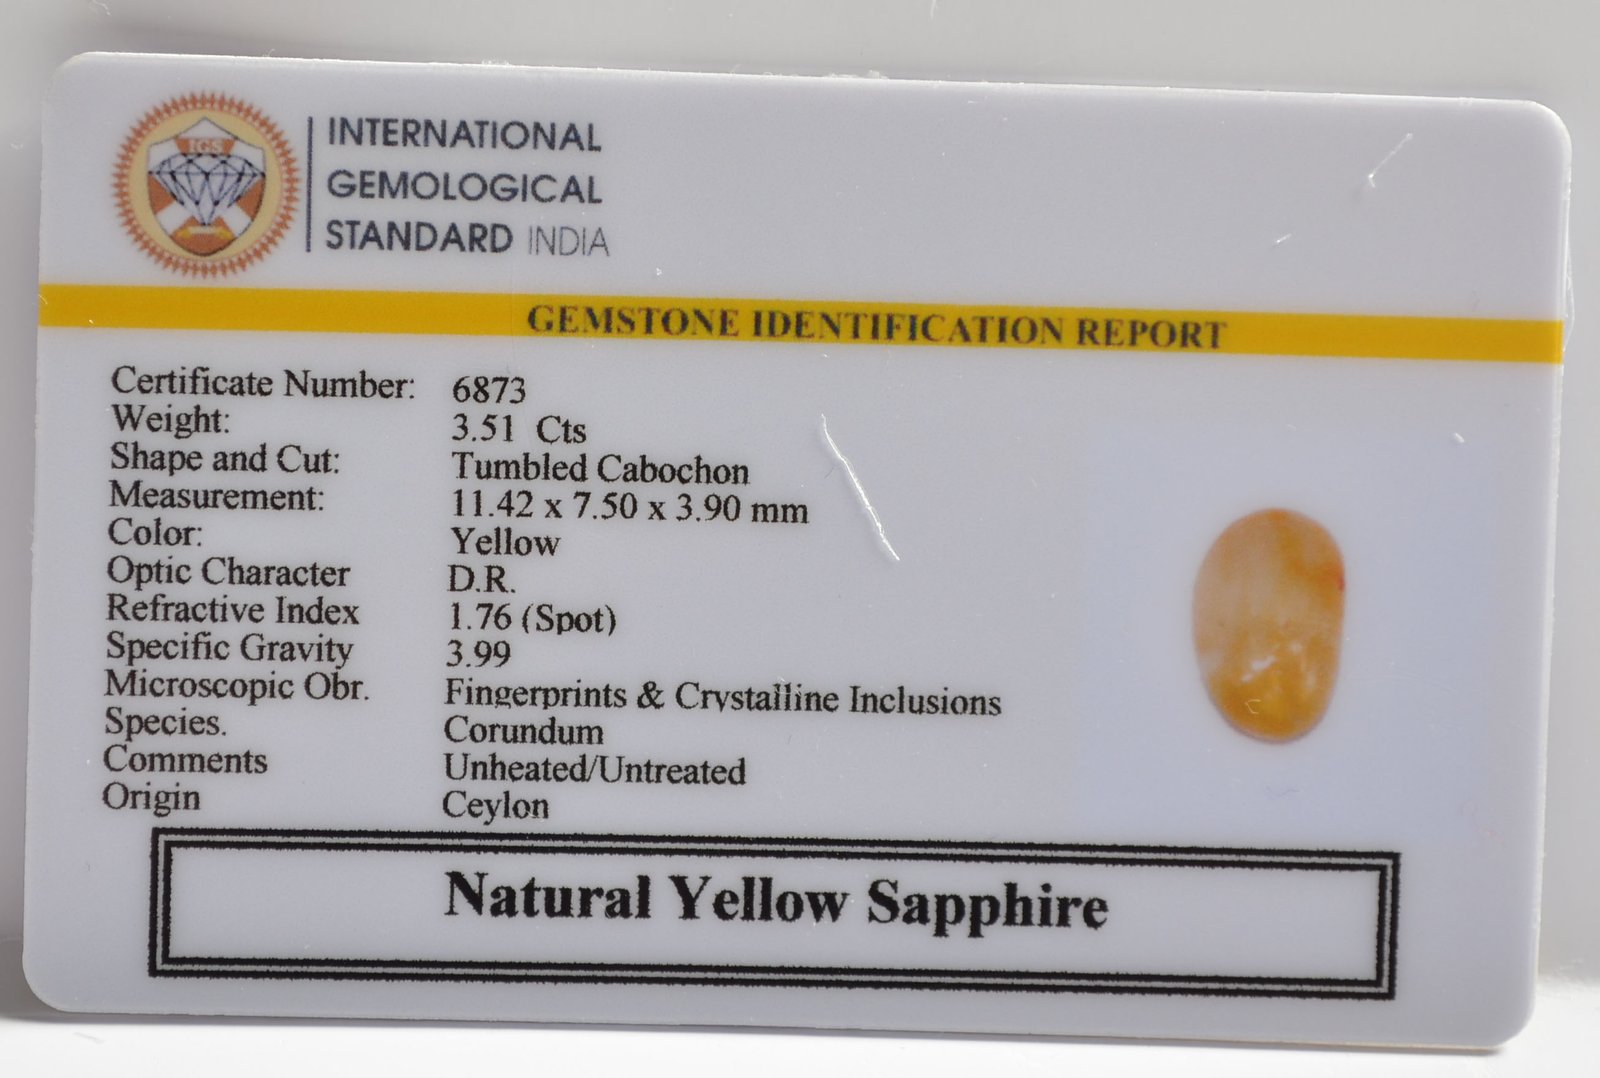 IGS
INTERNATIONAL
GEMOLOGICAL
STANDARD INDIA
GEMSTONE IDENTIFICATION REPORT
Certificate Number: 6873
Weight: 3.51 Cts
Shape and Cut: Tumbled Cabochon
Measurement: 11.42 x 7.50 x 3.90 mm
Color: Yellow
Optic Character D.R.
Refractive Index 1.76 (Spot)
Specific Gravity 3.99
Microscopic Obr. Fingerprints & Crystalline Inclusions
Species. Corundum
Comments Unheated/Untreated
Origin Ceylon
Natural Yellow Sapphire